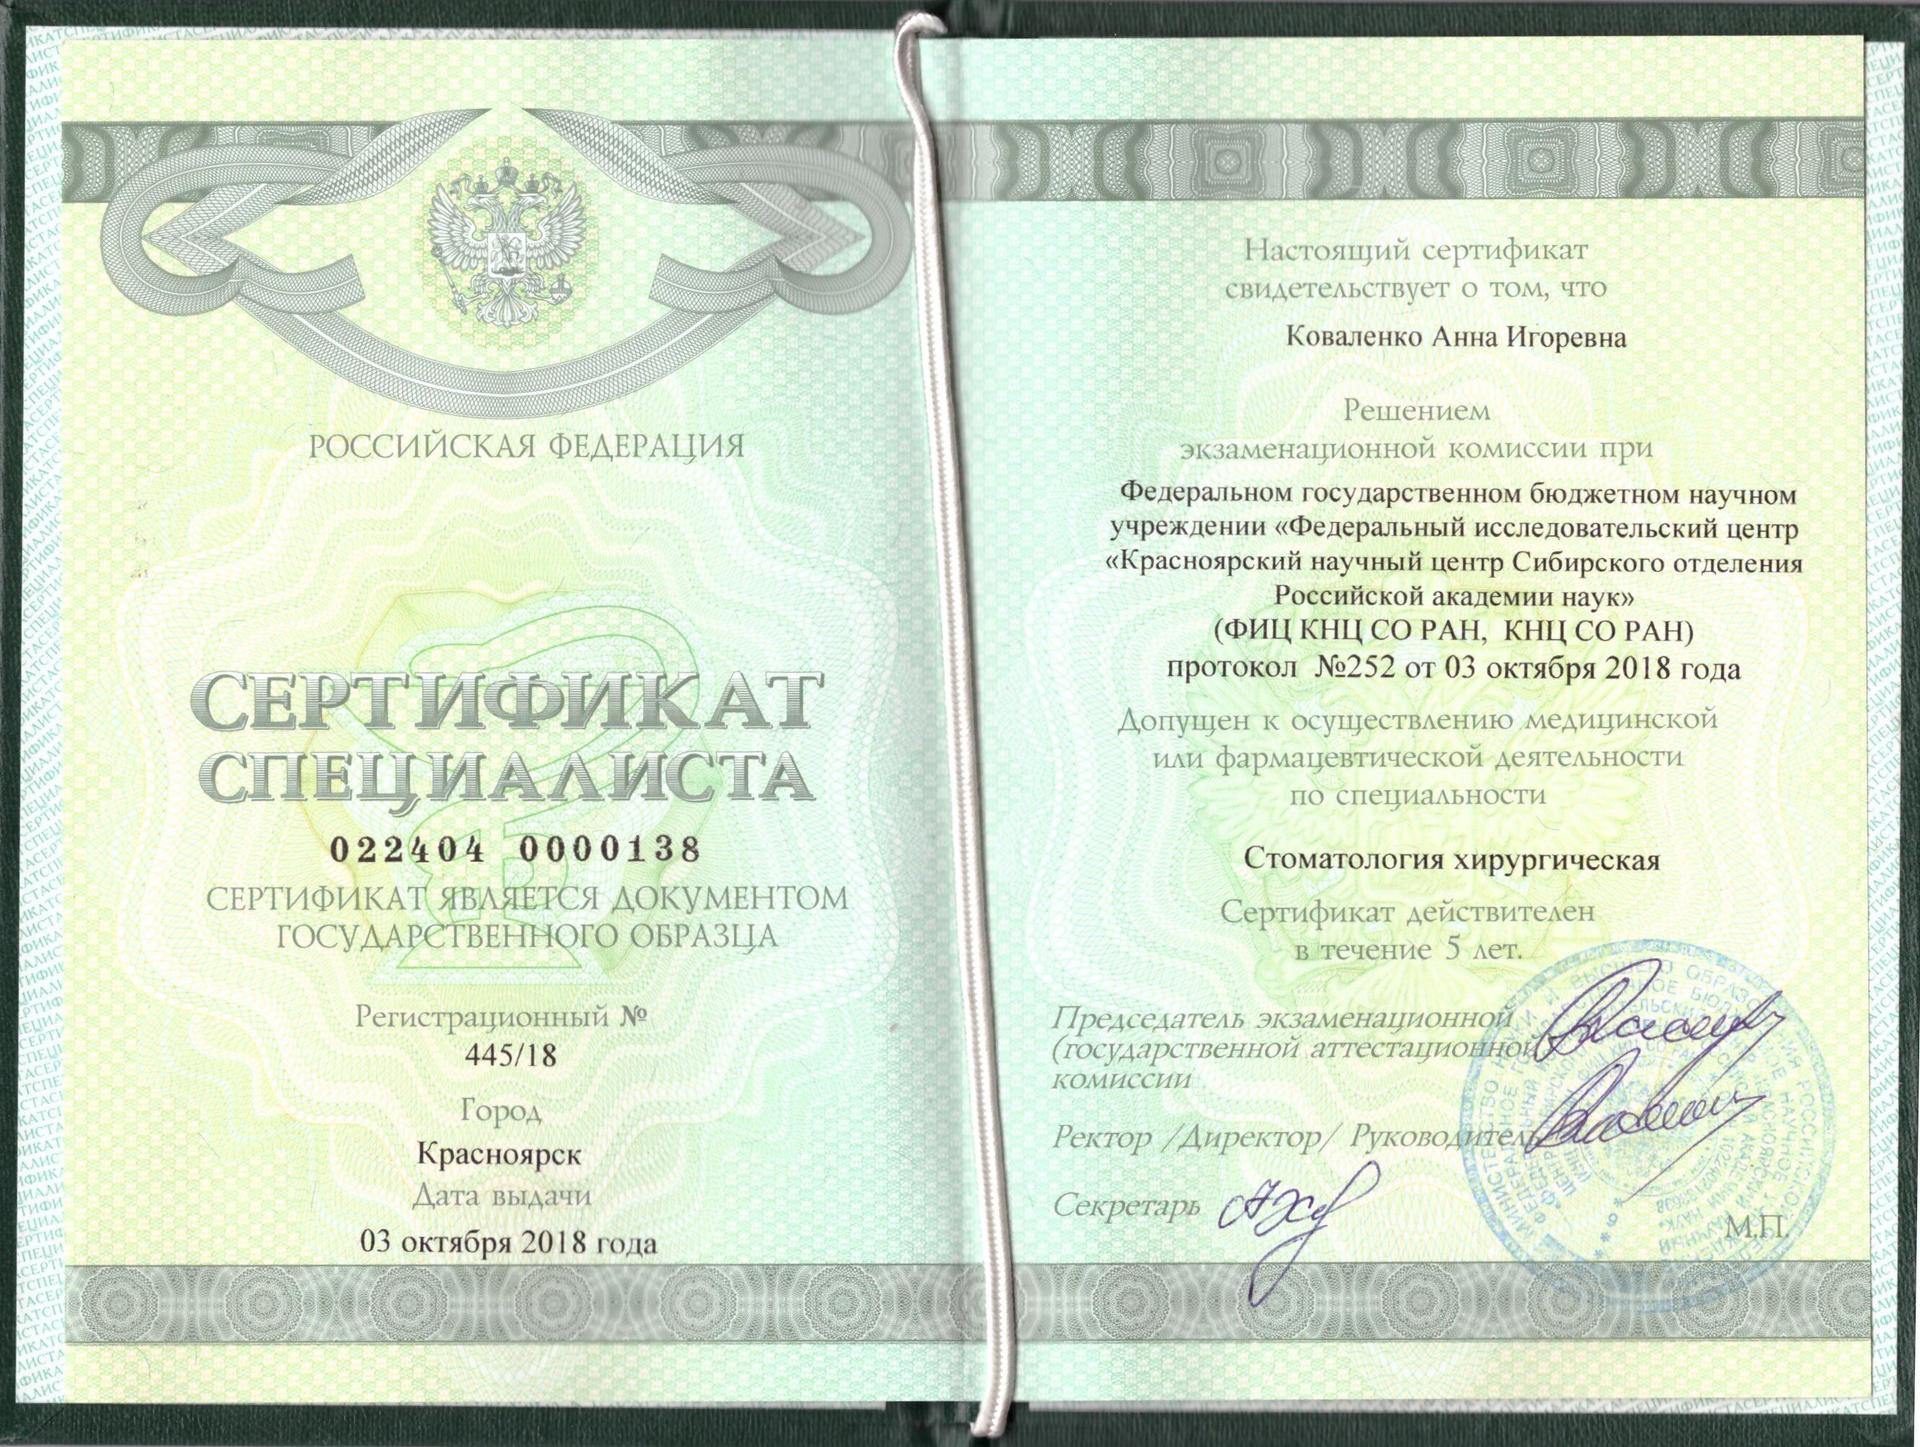 РОССИЙСКАЯ ФЕДЕРАЦИЯ
СЕРТИФИКАТ
СПЕЦИАЛИСТА
022404 0000138
СЕРТИФИКАТ ЯВЛЯЕТСЯ ДОКУМЕНТОМ
ГОСУДАРСТВЕННОГО ОБРАЗЦА
Регистрационный №
445/18
Город
Красноярск
Дата выдачи
03 октября 2018 года
Настоящий сертификат
свидетельствует о том, что
Коваленко Анна Игоревна
Решением
экзаменационной комиссии при
Федеральном государственном бюджетном научном
учреждении «Федеральный исследовательский центр
«Красноярский научный центр Сибирского отделения
Российской академии наук»
(ФИЦ КНЦ СО РАН, КНЦ СО РАН)
протокол №252 от 03 октября 2018 года
Допущен к осуществлению медицинской
или фармацевтической деятельности
по специальности
Стоматология хирургическая
Сертификат действителен
в течение 5 лет.
Председатель экзаменационной
(государственной аттестационной
комиссии
Ректор /Директор/ Руководитель
Секретарь
М.П.